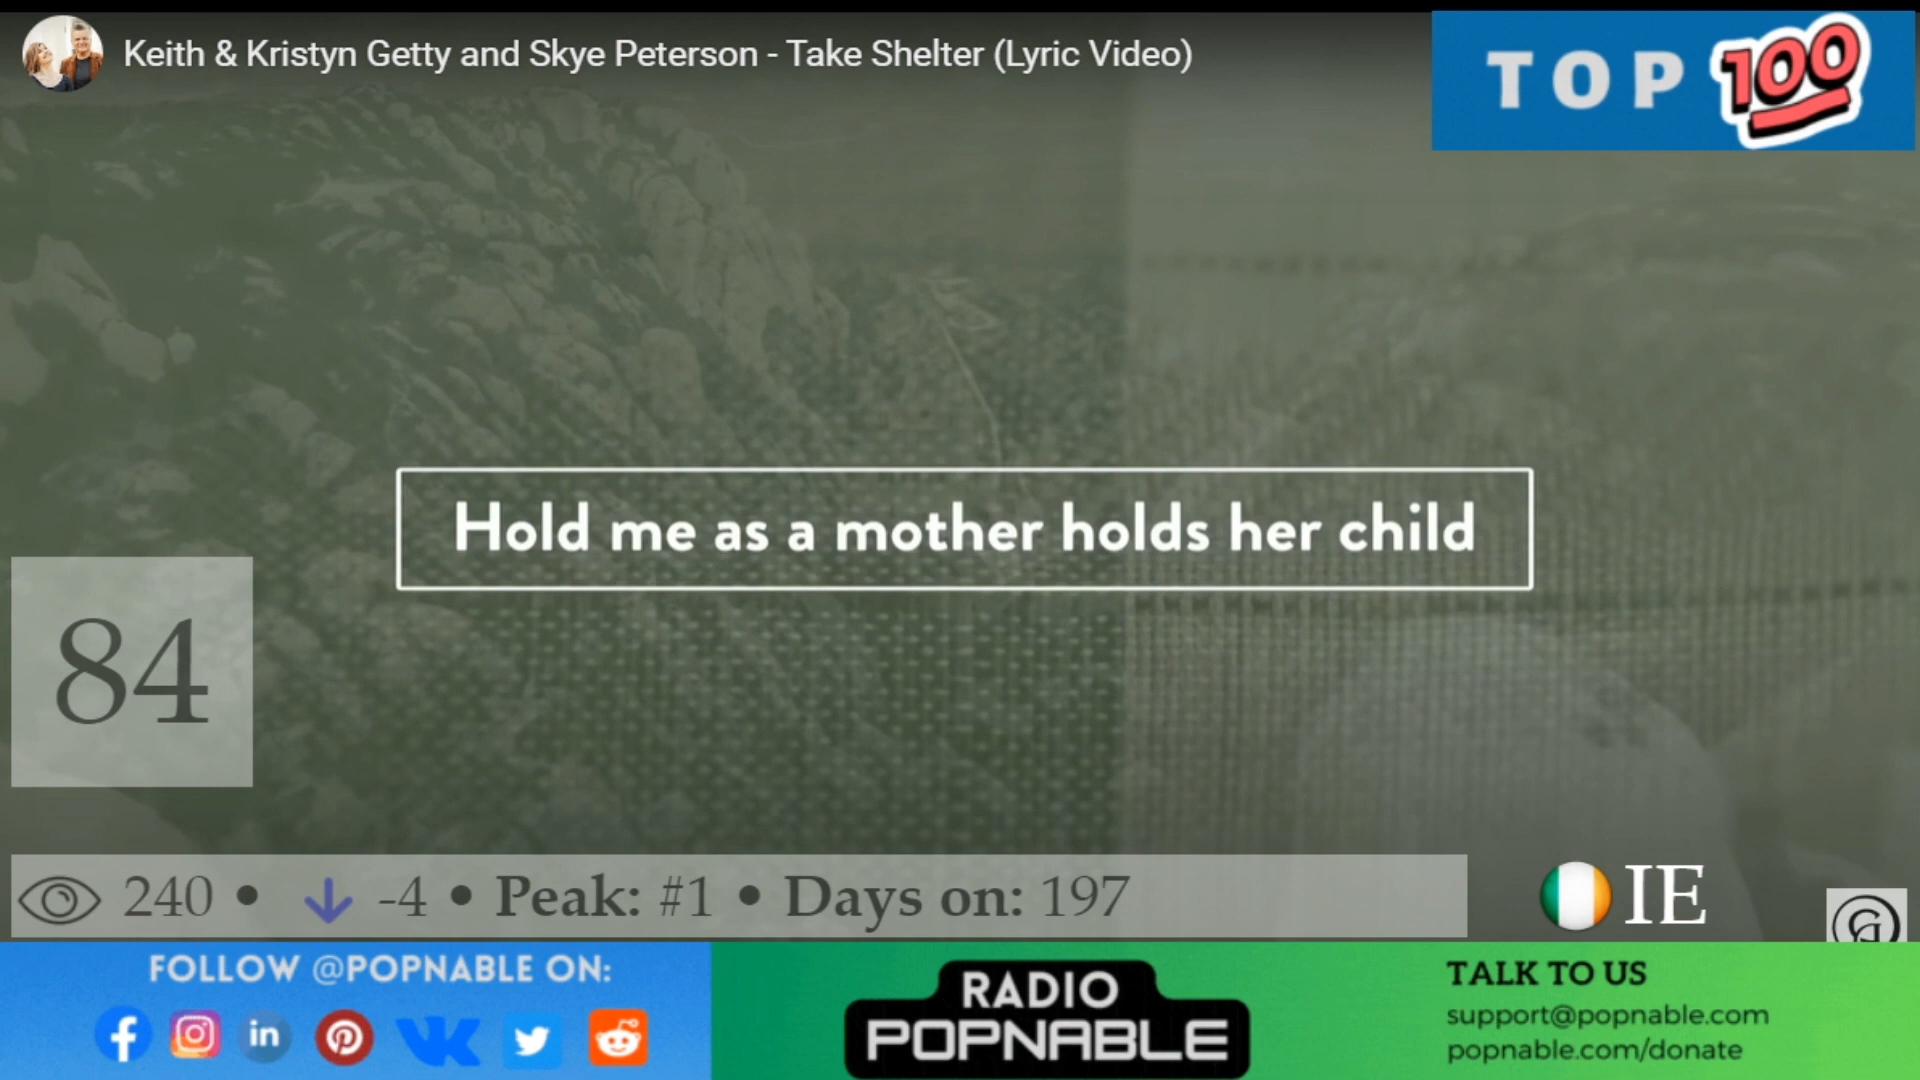 Keith & Kristyn Getty and Skye Peterson - Take Shelter (Lyric Video)
TOP 100
Hold me as a mother holds her child
84
240 • ↓ -4 • Peak: #1 • Days on: 197
IE
FOLLOW @POPNABLE ON:
RADIO
POPNABLE
TALK TO US
support@popnable.com
popnable.com/donate